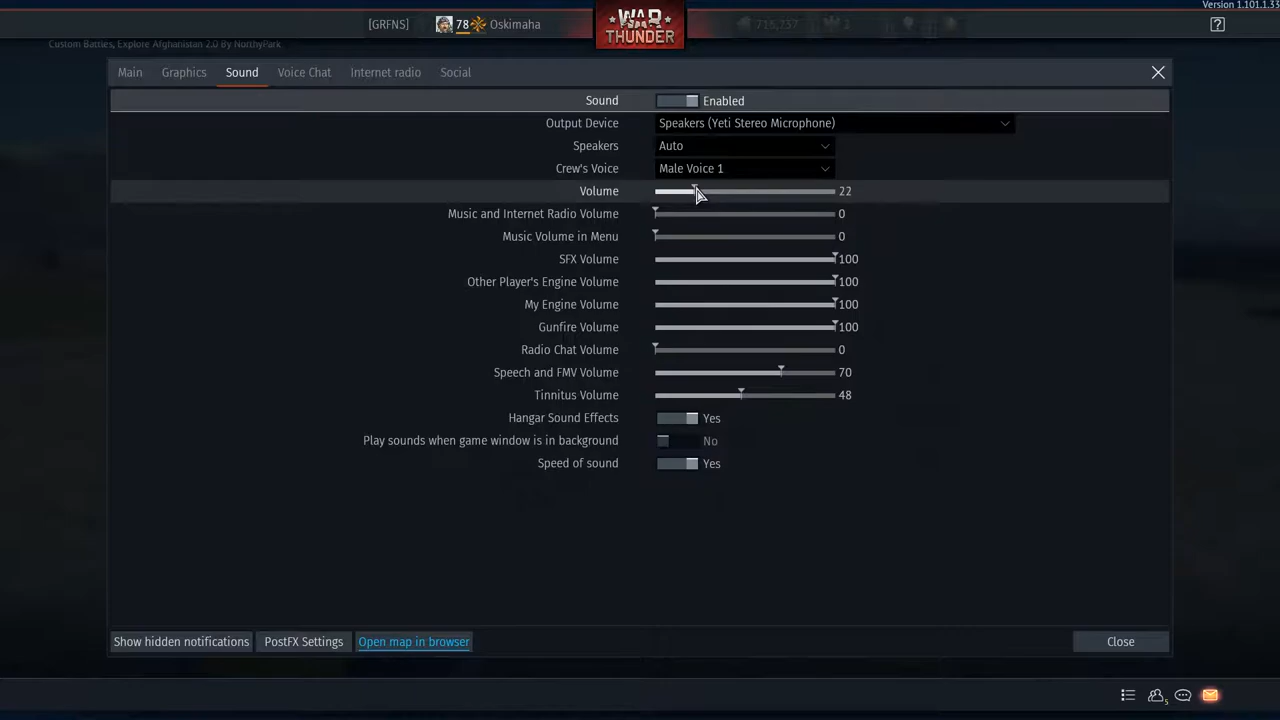 Version 1.101.1.33
[GRFNS] 78 Oskimaha
WAR THUNDER
716,737
Custom Battles, Explore Afghanistan 2.0 By NorthyPark
Main Graphics Sound Voice Chat Internet radio Social
Sound Enabled
Output Device Speakers (Yeti Stereo Microphone)
Speakers Auto
Crew's Voice Male Voice 1
Volume 22
Music and Internet Radio Volume 0
Music Volume in Menu 0
SFX Volume 100
Other Player's Engine Volume 100
My Engine Volume 100
Gunfire Volume 100
Radio Chat Volume 0
Speech and FMV Volume 70
Tinnitus Volume 48
Hangar Sound Effects Yes
Play sounds when game window is in background No
Speed of sound Yes
Show hidden notifications PostFX Settings Open map in browser Close
5